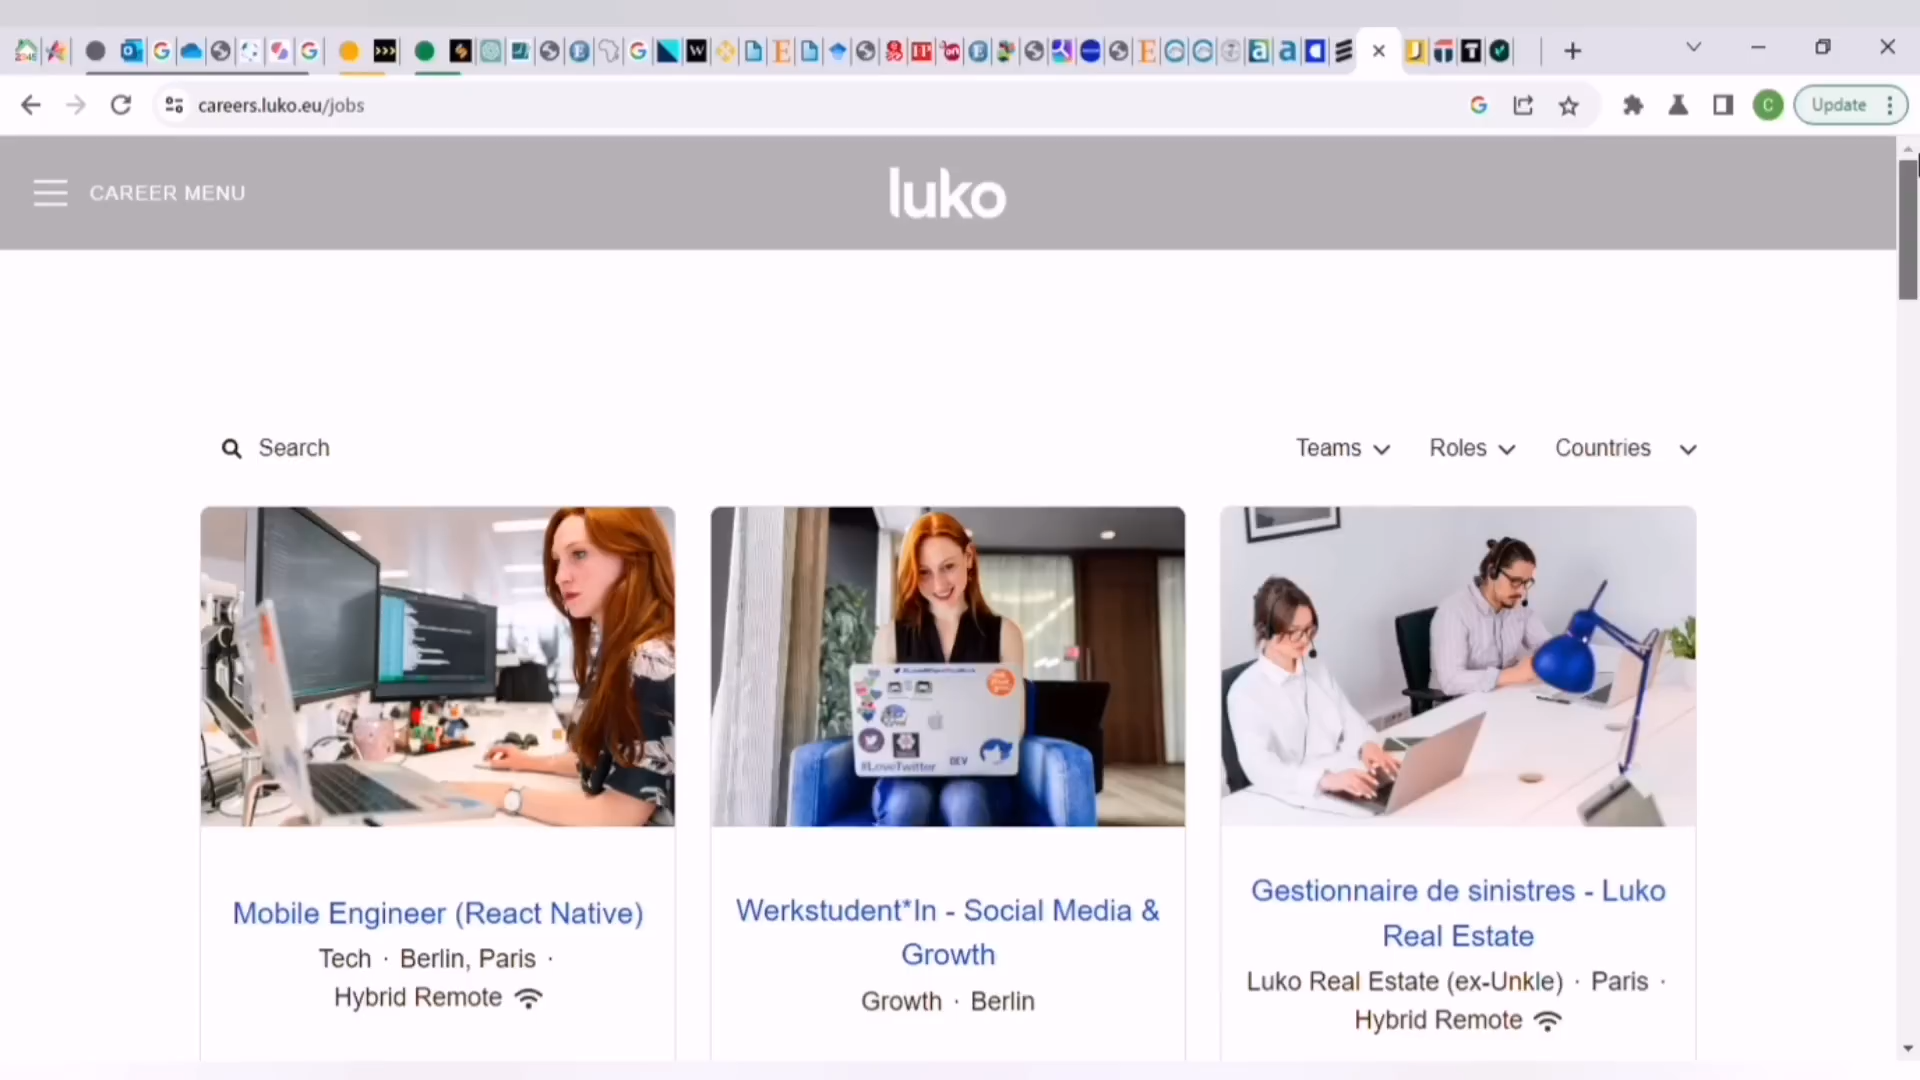 careers.luko.eu/jobs
Update
CAREER MENU
luko
Search
Teams
Roles
Countries
#LoveTwitter
DEV
Mobile Engineer (React Native)
Tech · Berlin, Paris ·
Hybrid Remote
Werkstudent*In - Social Media &
Growth
Growth · Berlin
Gestionnaire de sinistres - Luko
Real Estate
Luko Real Estate (ex-Unkle) · Paris ·
Hybrid Remote